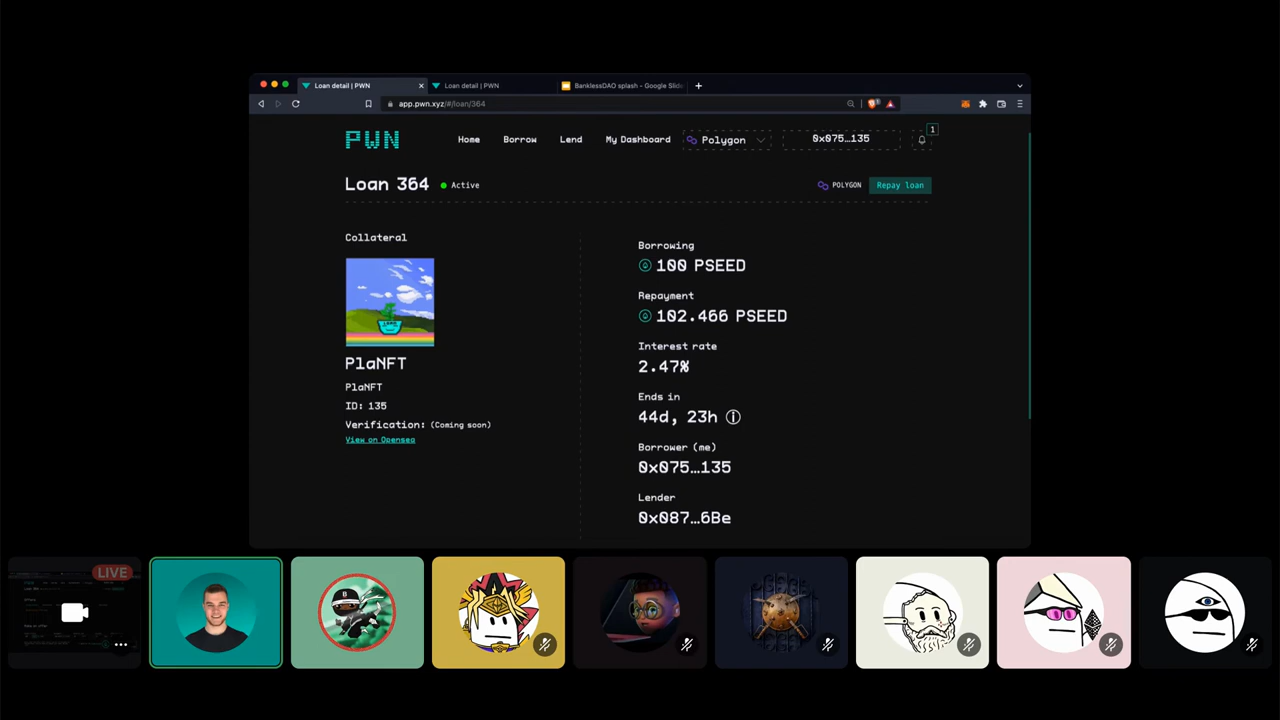 Loan detail | PWN
Loan detail | PWN
BanklessDAO splash - Google Slide
app.pwn.xyz/#/loan/364
PWN
Home
Borrow
Lend
My Dashboard
Polygon
0x075...135
1
Loan 364
Active
POLYGON
Repay loan
Collateral
PlaNFT
PlaNFT
ID: 135
Verification: (Coming soon)
View on Opensea
Borrowing
100 PSEED
Repayment
102.466 PSEED
Interest rate
2.47%
Ends in
44d, 23h
Borrower (me)
0x075...135
Lender
0x087...6Be
LIVE